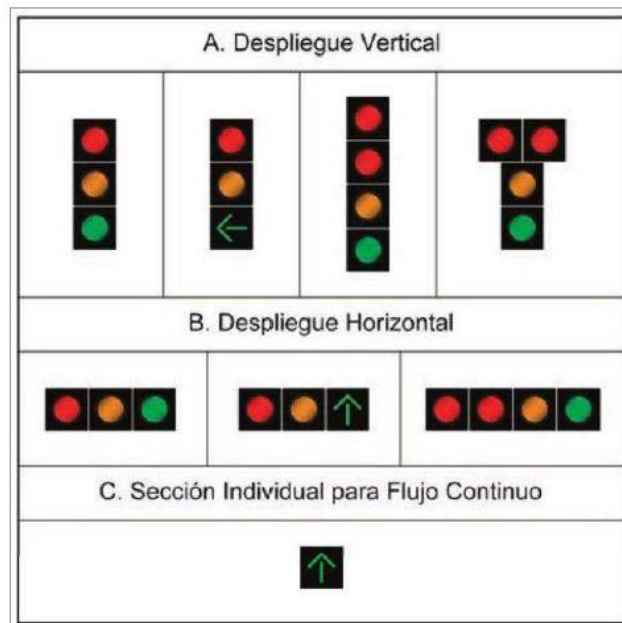 A. Despliegue Vertical
B. Despliegue Horizontal
C. Sección Individual para Flujo Continuo